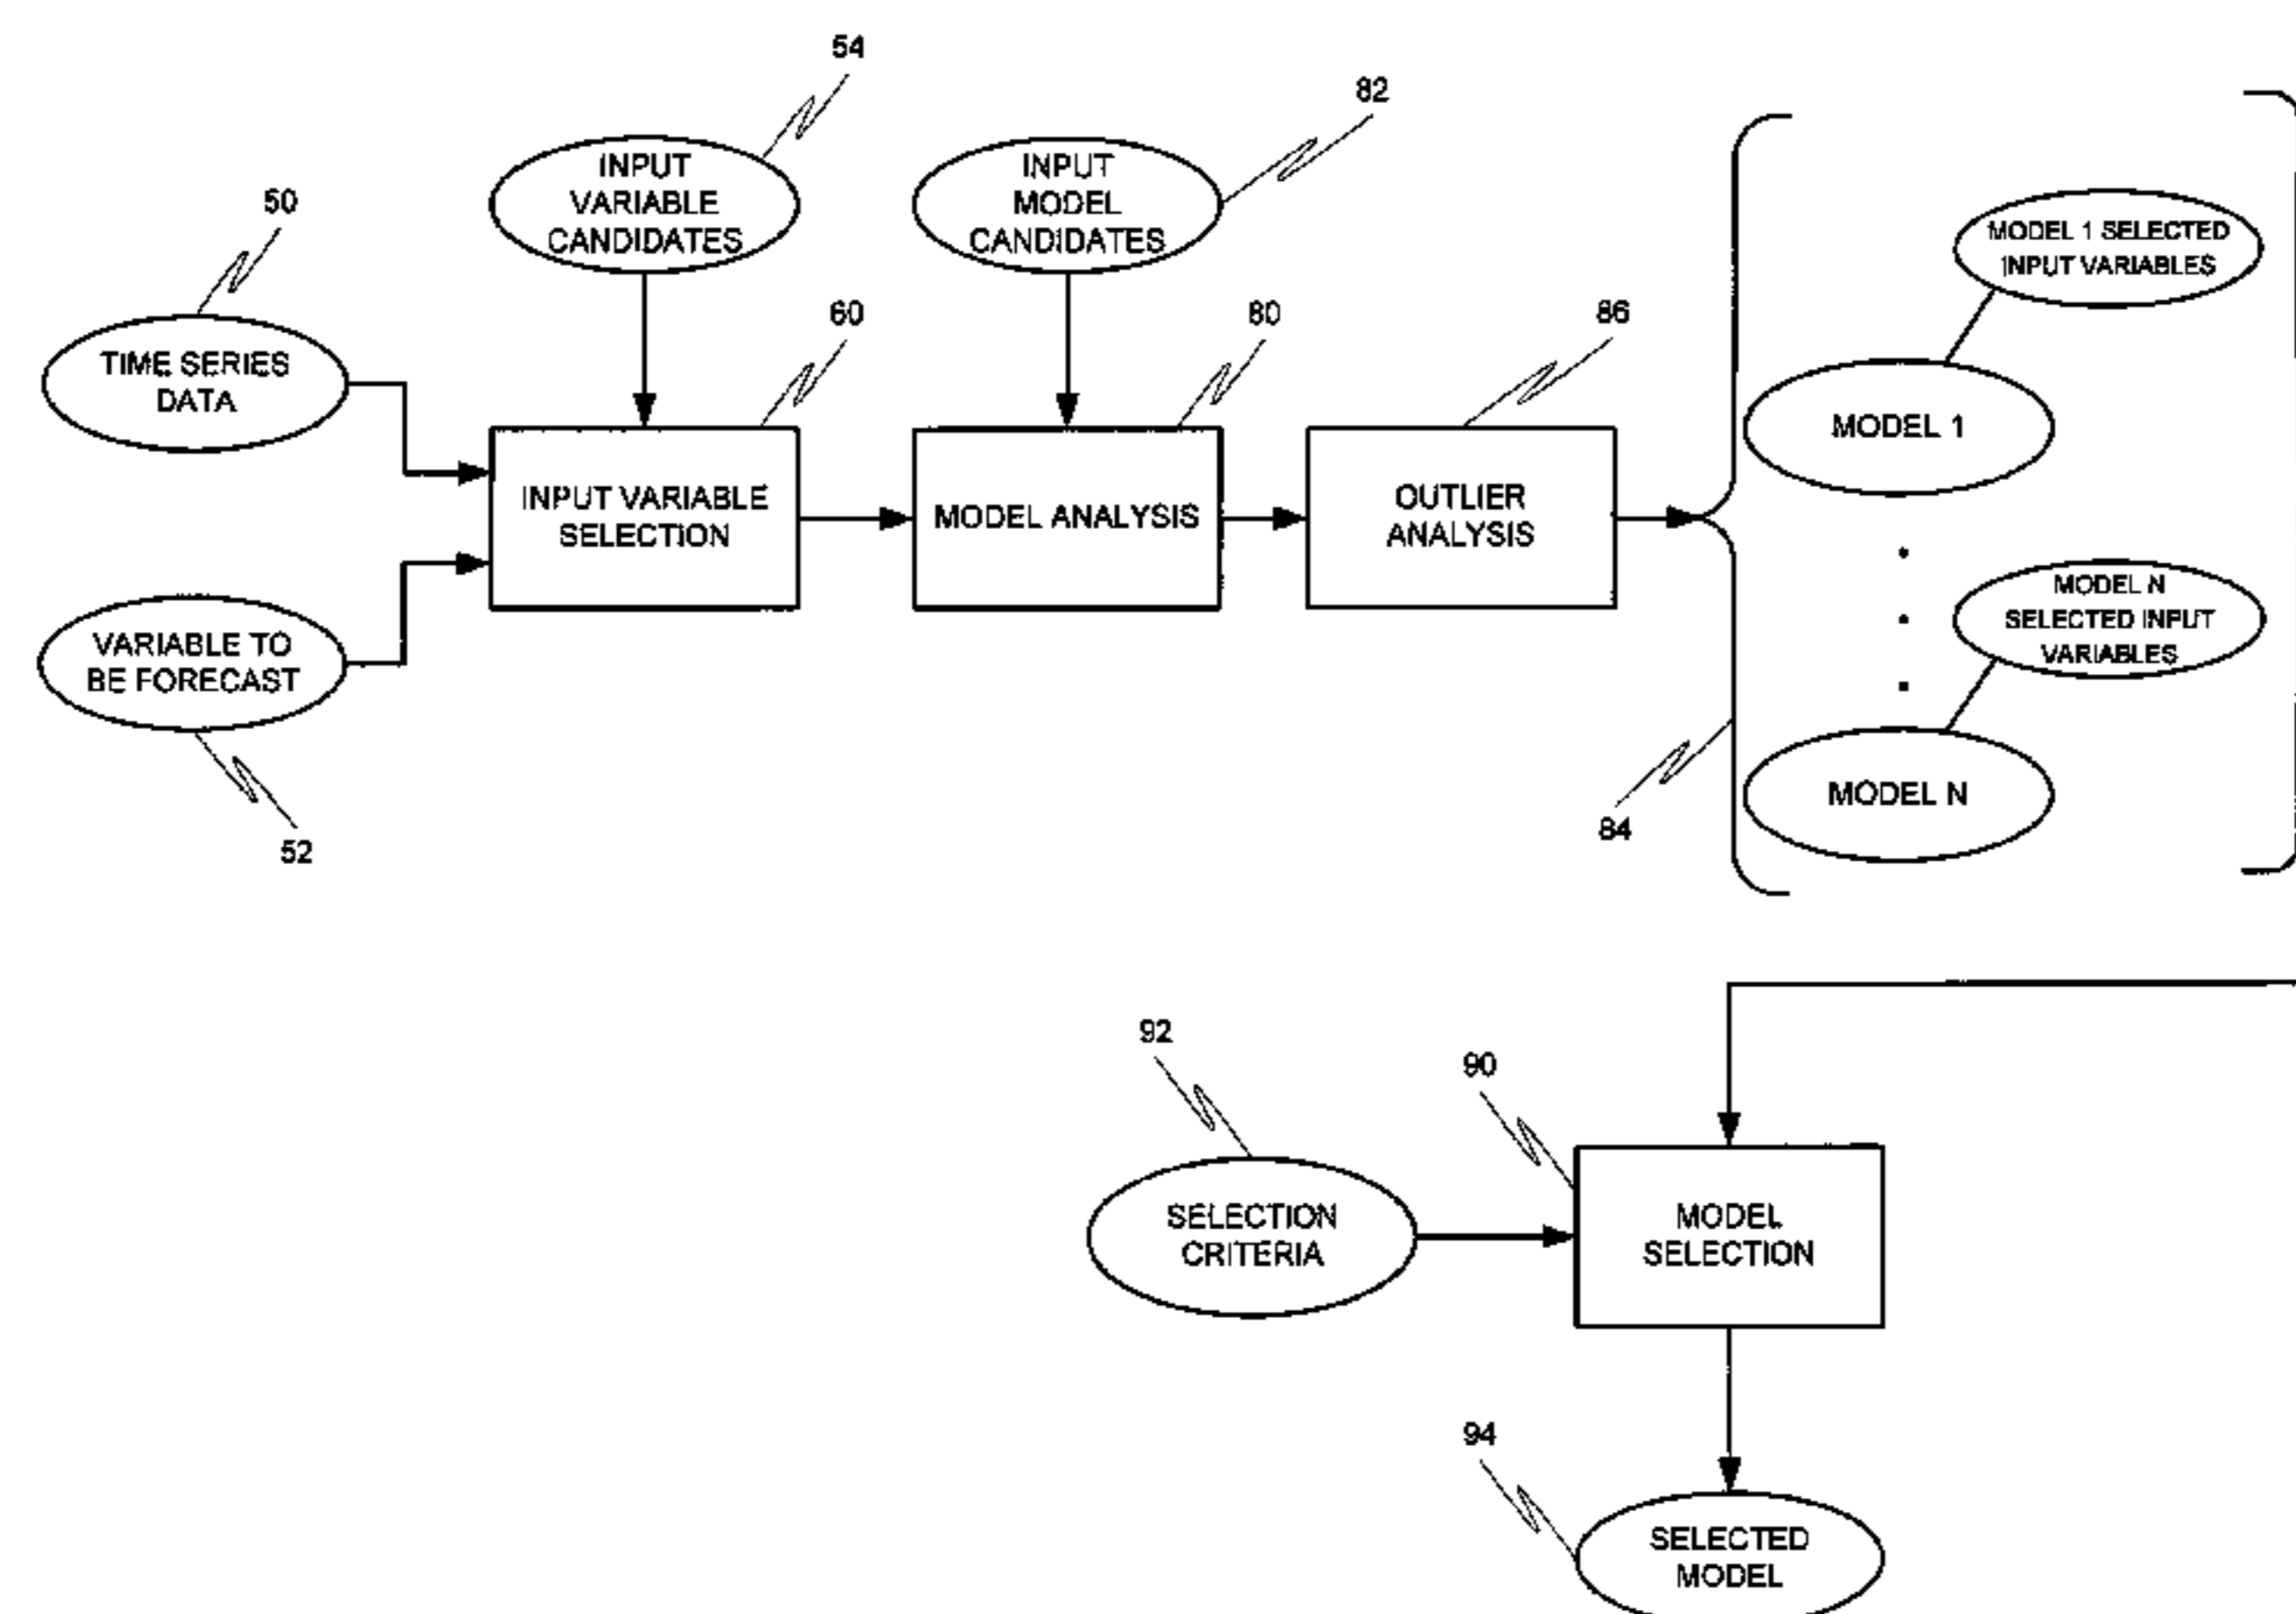 54
82
50
INPUT
VARIABLE
CANDIDATES
INPUT
MODEL
CANDIDATES
MODEL 1 SELECTED
INPUT VARIABLES
60
80
86
TIME SERIES
DATA
MODEL 1
INPUT VARIABLE
SELECTION
MODEL ANALYSIS
OUTLIER
ANALYSIS
VARIABLE TO
BE FORECAST
MODEL N
SELECTED INPUT
VARIABLES
MODEL N
52
84
92
90
SELECTION
CRITERIA
MODEL
SELECTION
94
SELECTED
MODEL